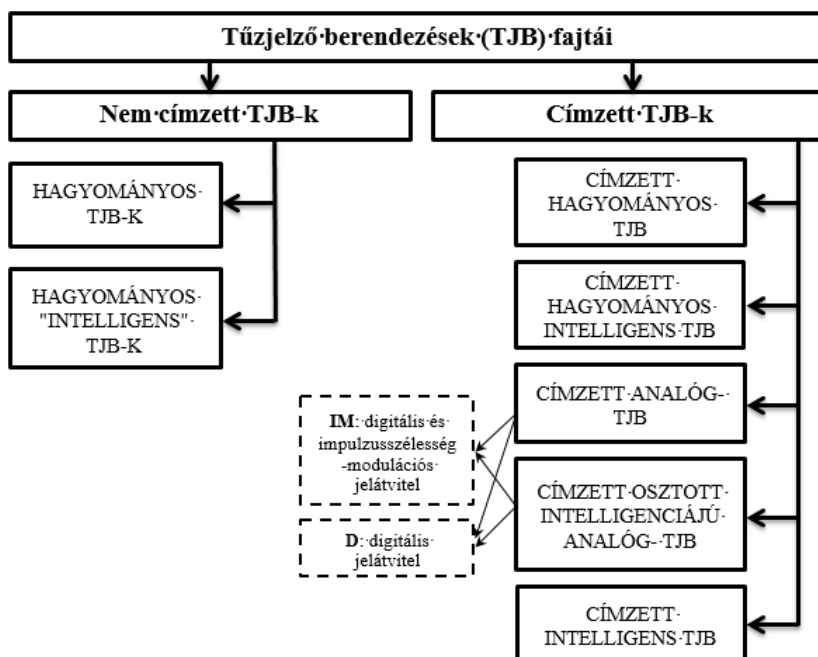 Tűzjelző·berendezések·(TJB)·fajtái
Nem·címzett·TJB-k
Címzett·TJB-k
HAGYOMÁNYOS·
TJB-K
HAGYOMÁNYOS·
"INTELLIGENS"·
TJB-K
CÍMZETT·
HAGYOMÁNYOS·
TJB
CÍMZETT·
HAGYOMÁNYOS·
INTELLIGENS·TJB
CÍMZETT·ANALÓG-·
TJB
CÍMZETT·OSZTOTT·
INTELLIGENCIÁJÚ·
ANALÓG-·TJB
CÍMZETT·
INTELLIGENS·TJB
IM:·digitális·és
impulzusszélesség
-modulációs·
jelátvitel
D:·digitális·
jelátvitel